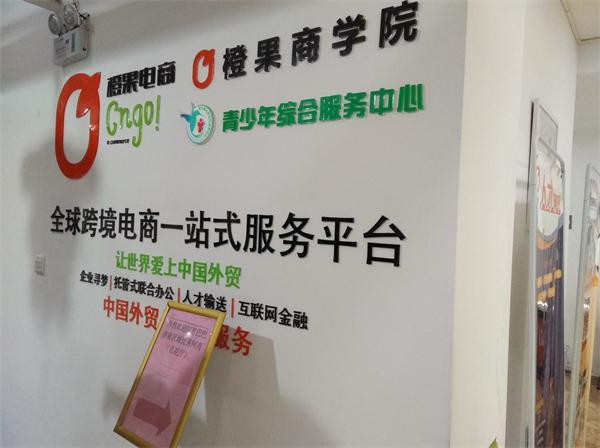 橙果电商
Ongo!
e commerce
橙果商学院
青少年综合服务中心
全球跨境电商一站式服务平台
让世界爱上中国外贸
企业寻梦|托管式联合办公|人才输送|互联网金融
中国外贸 服务